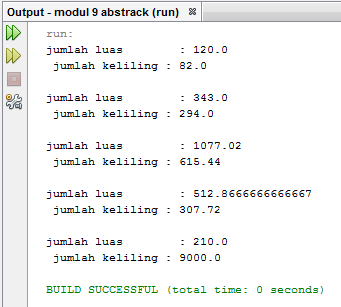 Output - modul 9 abstrack (run)
run:
jumlah luas : 120.0
jumlah keliling : 82.0
jumlah luas : 343.0
jumlah keliling : 294.0
jumlah luas : 1077.02
jumlah keliling : 615.44
jumlah luas : 512.8666666666667
jumlah keliling : 307.72
jumlah luas : 210.0
jumlah keliling : 9000.0
BUILD SUCCESSFUL (total time: 0 seconds)